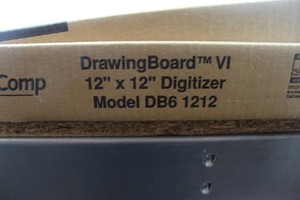 DrawingBoard™ VI
Comp 12" x 12" Digitizer
Model DB6 1212